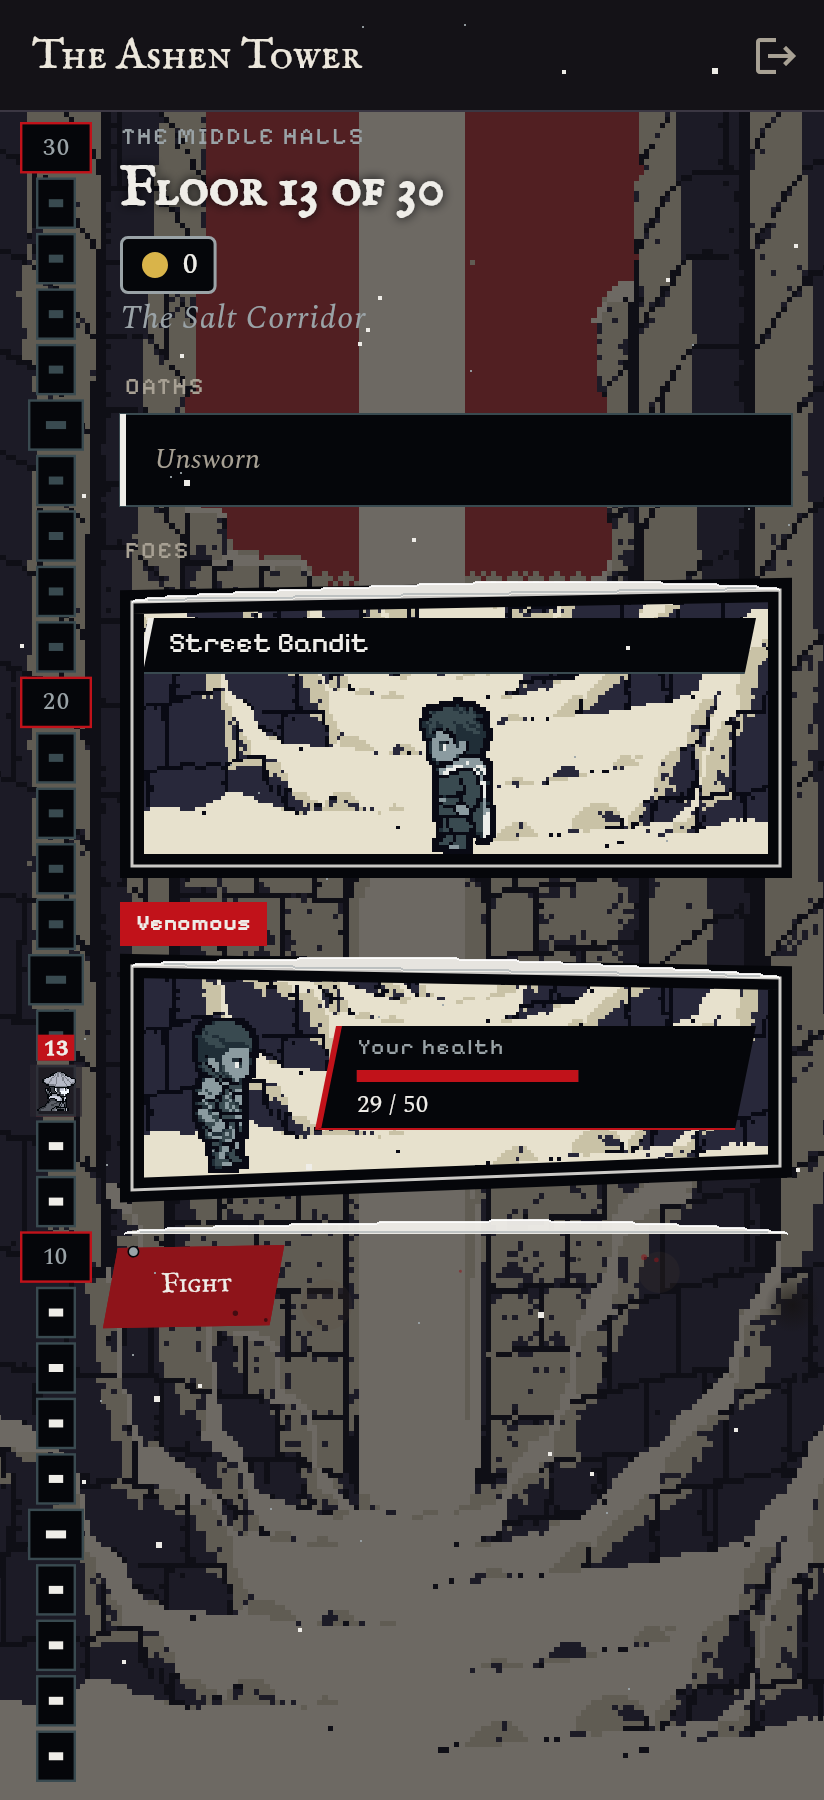 The Ashen Tower
30
THE MIDDLE HALLS
Floor 13 of 30
0
The Salt Corridor
OATHS
Unsworn
FOES
Street Bandit
20
Venomous
13
Your health
29 / 50
10
Fight